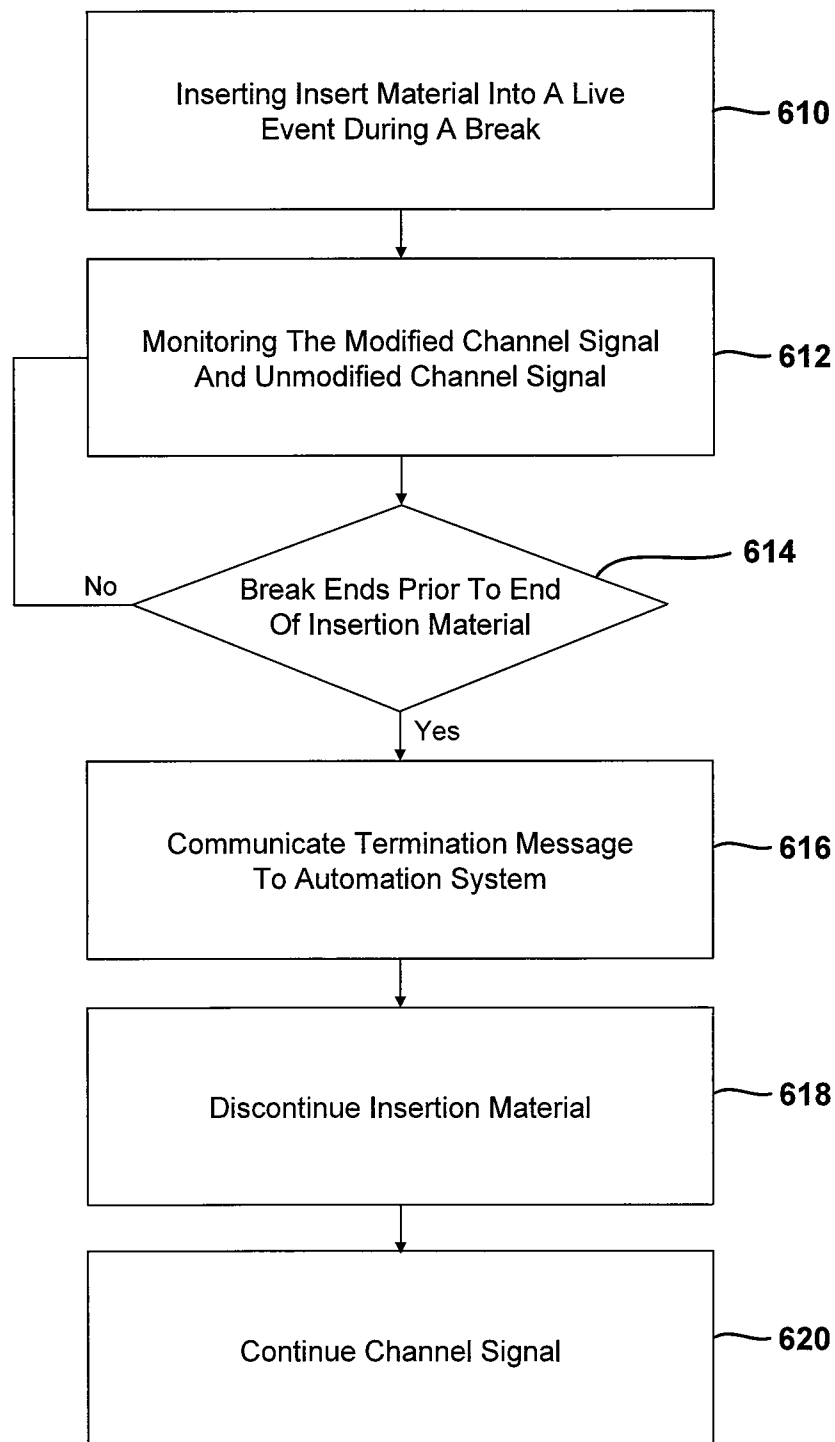 Inserting Insert Material Into A Live
Event During A Break
610
Monitoring The Modified Channel Signal
And Unmodified Channel Signal
612
614
No
Break Ends Prior To End
Of Insertion Material
Yes
Communicate Termination Message
To Automation System
616
Discontinue Insertion Material
618
Continue Channel Signal
620